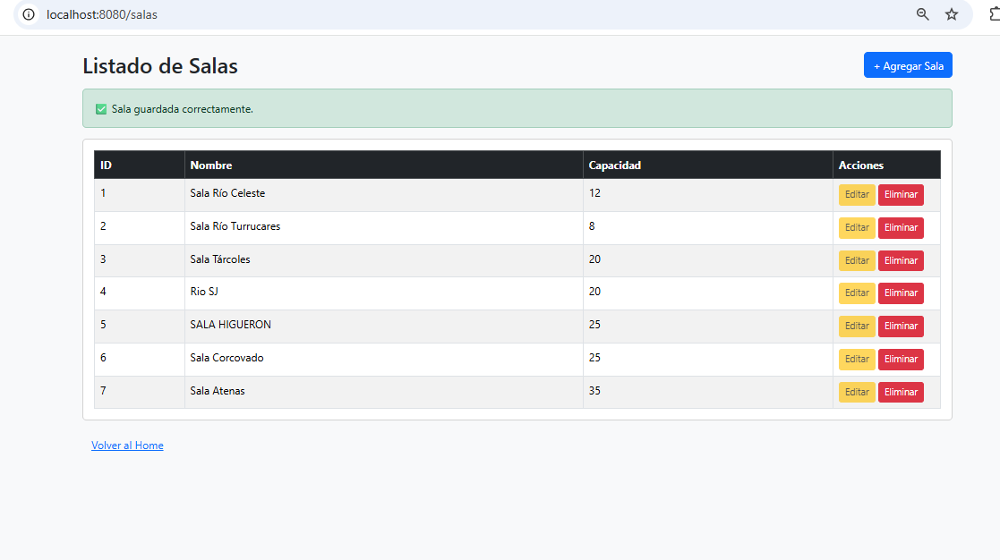 localhost:8080/salas
Listado de Salas
+ Agregar Sala
Sala guardada correctamente.
ID Nombre Capacidad Acciones
1 Sala Río Celeste 12 Editar Eliminar
2 Sala Río Turrucares 8 Editar Eliminar
3 Sala Tárcoles 20 Editar Eliminar
4 Rio SJ 20 Editar Eliminar
5 SALA HIGUERON 25 Editar Eliminar
6 Sala Corcovado 25 Editar Eliminar
7 Sala Atenas 35 Editar Eliminar
Volver al Home